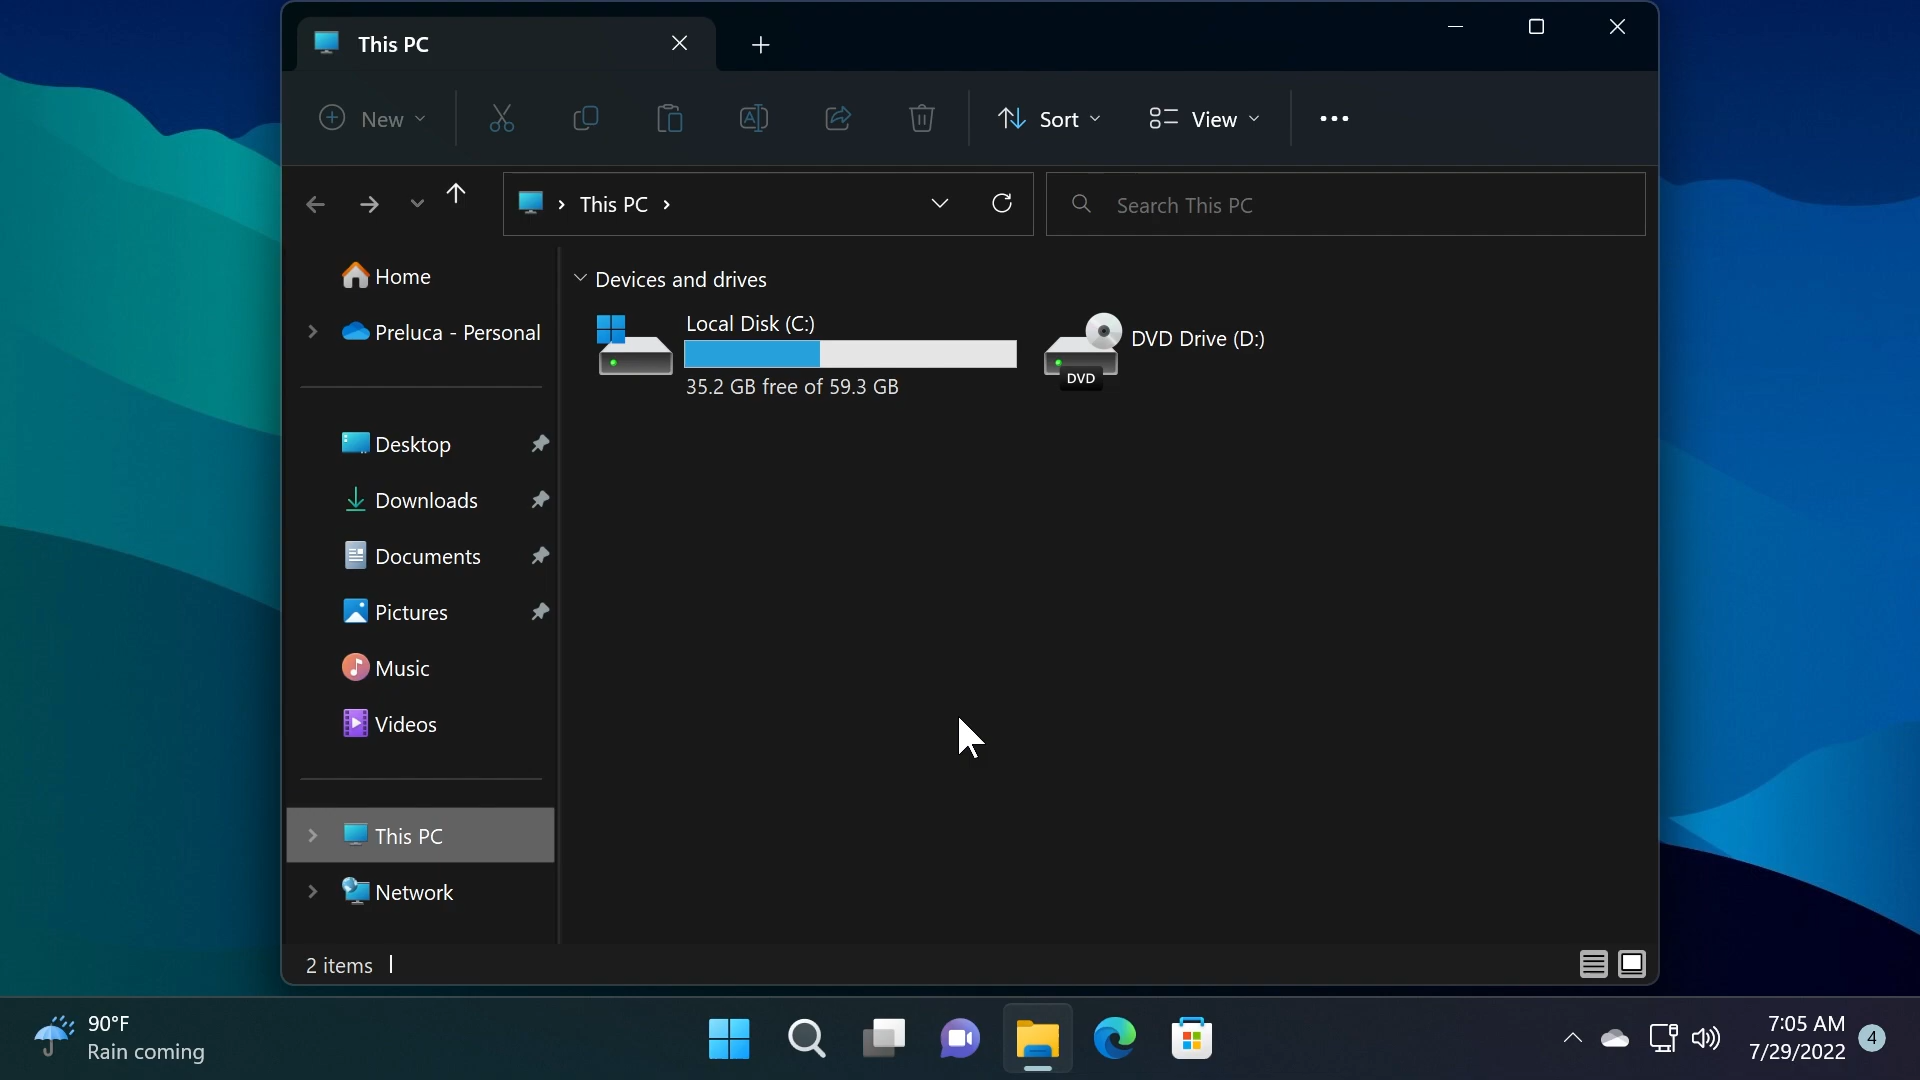 This PC
New
Sort
View
This PC
Search This PC
Home
Preluca - Personal
Desktop
Downloads
Documents
Pictures
Music
Videos
This PC
Network
Devices and drives
Local Disk (C:)
35.2 GB free of 59.3 GB
DVD
DVD Drive (D:)
2 items
90°F
Rain coming
7:05 AM
7/29/2022
4